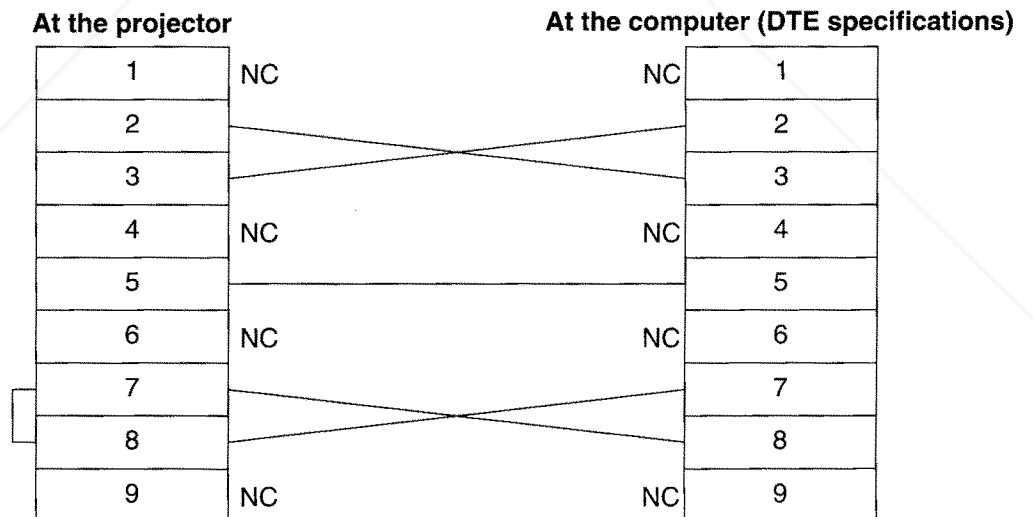 At the projector At the computer (DTE specifications)
1 NC NC 1
2 2
3 3
4 NC NC 4
5 5
6 NC NC 6
7 7
8 8
9 NC NC 9